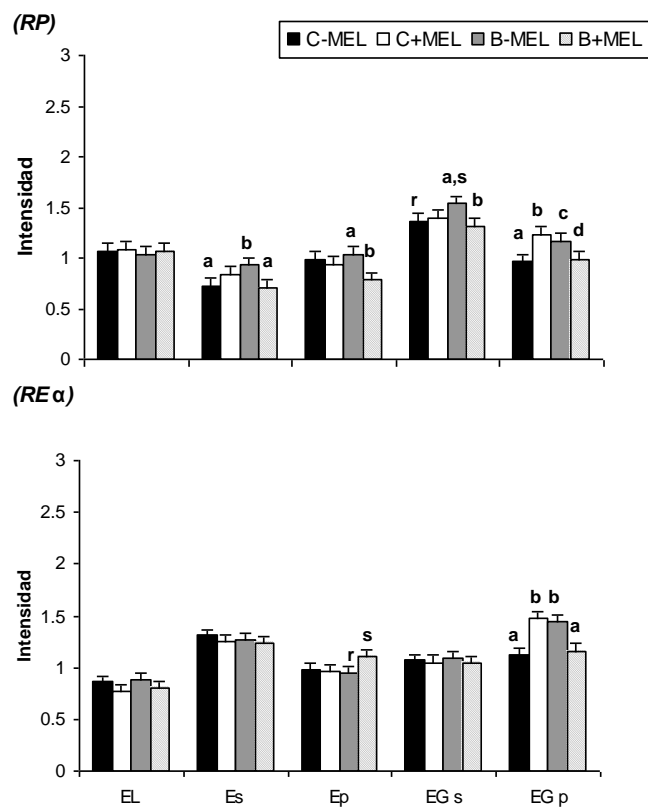 (RP)
C-MEL C+MEL B-MEL B+MEL
3
2.5
2
1.5
1
0.5
0
Intensidad
a b a
a b
r a,s b
a b c d
(RE α)
3
2.5
2
1.5
1
0.5
0
Intensidad
r s
a b b a
EL Es Ep EG s EG p